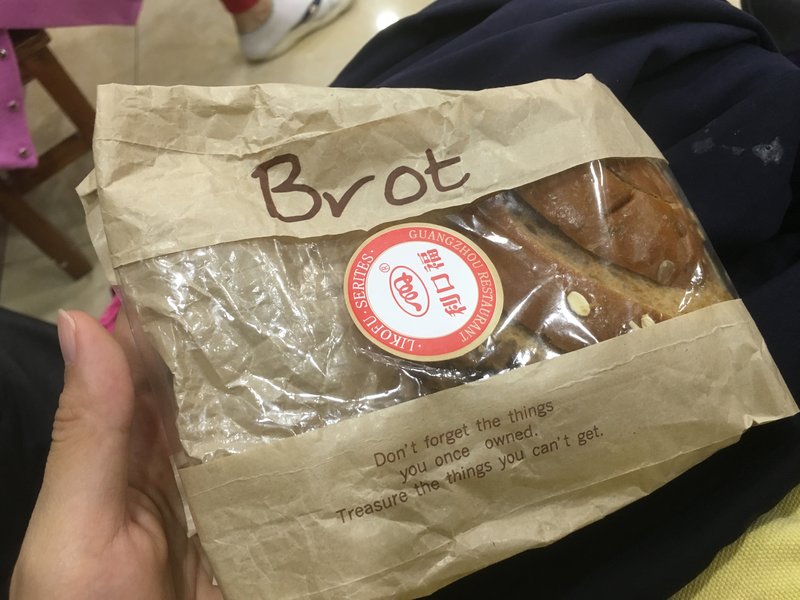 Brot
GUANGZHOU RESTAURANT
· LIKOFU · SERITES ·
利口福
®
Don't forget the things
you once owned.
Treasure the things you can't get.